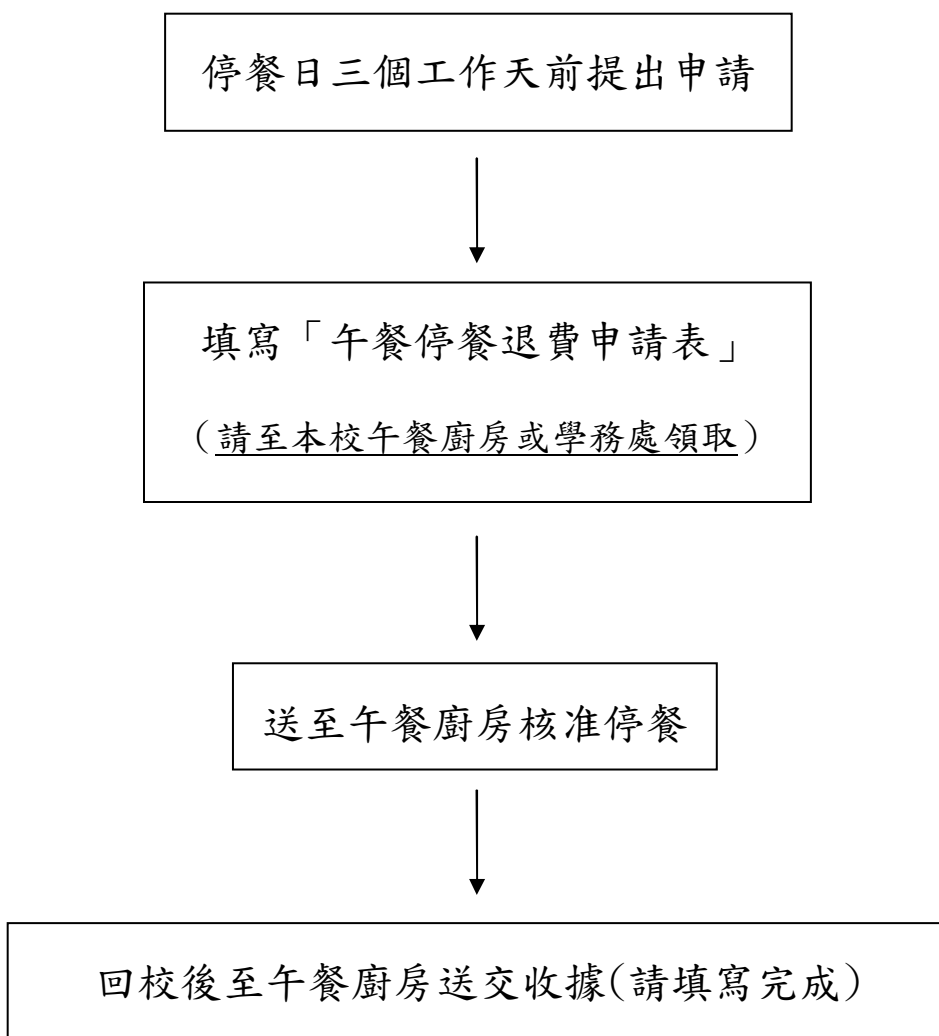 停餐日三個工作天前提出申請
填寫「午餐停餐退費申請表」
（請至本校午餐廚房或學務處領取）
送至午餐廚房核准停餐
回校後至午餐廚房送交收據(請填寫完成)